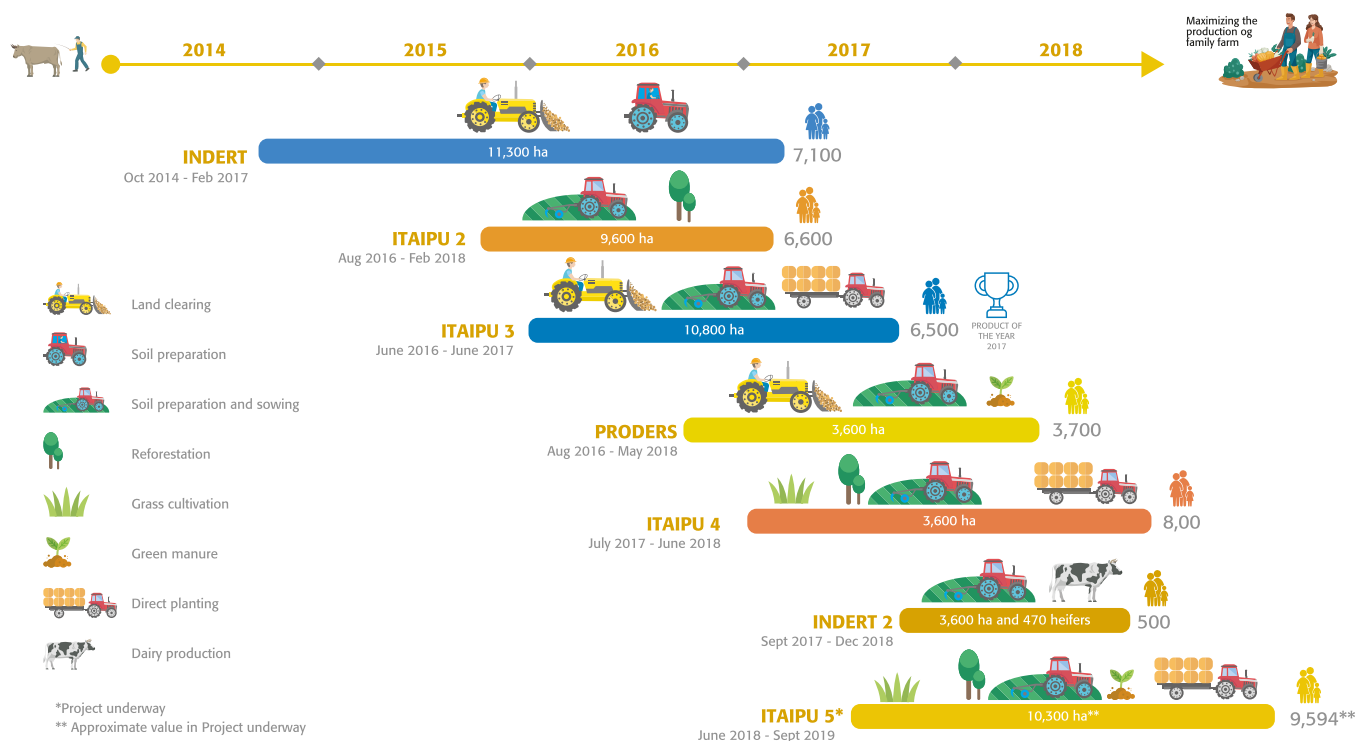 Maximizing the
production og
family farm
2014
2015
2016
2017
2018
11,300 ha
INDERT
Oct 2014 - Feb 2017
7,100
9,600 ha
ITAIPU 2
Aug 2016 - Feb 2018
6,600
10,800 ha
ITAIPU 3
June 2016 - June 2017
6,500
PRODUCT OF
THE YEAR
2017
3,600 ha
PRODERS
Aug 2016 - May 2018
3,700
3,600 ha
ITAIPU 4
July 2017 - June 2018
8,00
3,600 ha and 470 heifers
INDERT 2
Sept 2017 - Dec 2018
500
10,300 ha**
ITAIPU 5*
June 2018 - Sept 2019
9,594**
Land clearing
Soil preparation
Soil preparation and sowing
Reforestation
Grass cultivation
Green manure
Direct planting
Dairy production
*Project underway
** Approximate value in Project underway